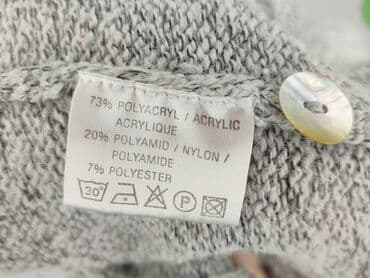 73% POLYACRYL / ACRYLIC
ACRYLIQUE
20% POLYAMID / NYLON /
POLYAMIDE
7% POLYESTER
30° P